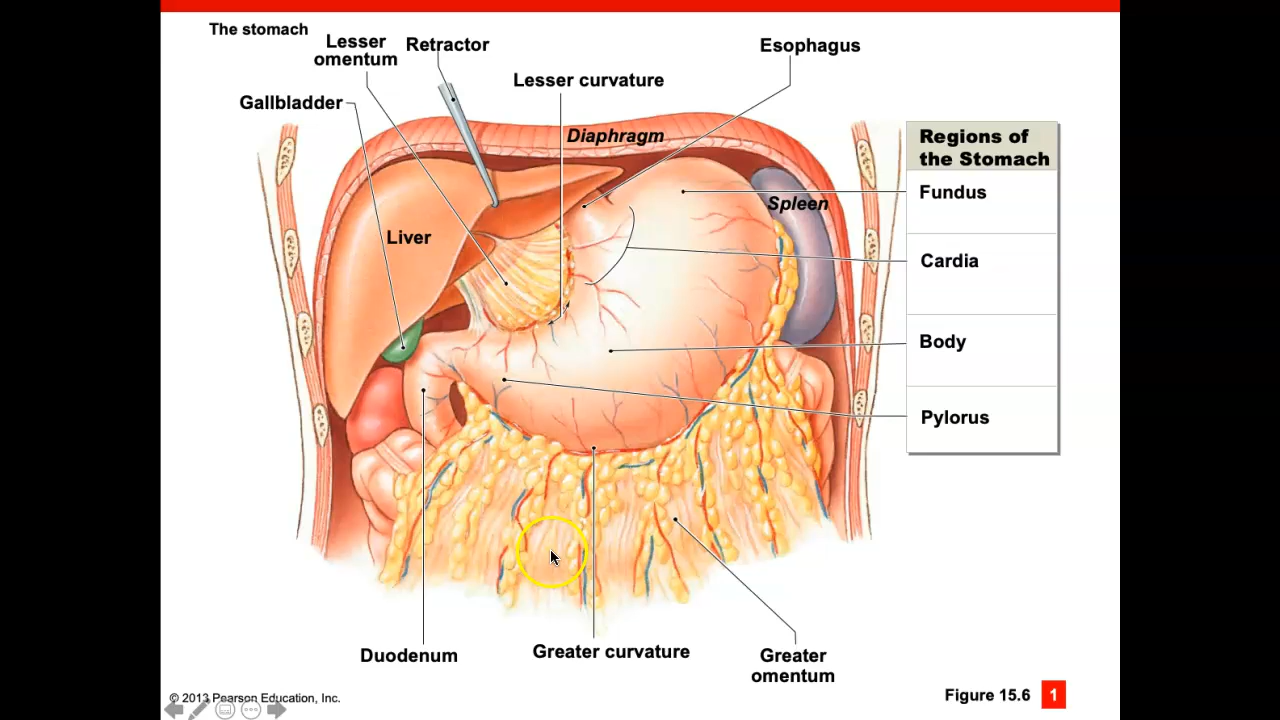 The stomach
Lesser
omentum
Retractor
Esophagus
Lesser curvature
Gallbladder
Diaphragm
Regions of
the Stomach
Fundus
Spleen
Liver
Cardia
Body
Pylorus
Duodenum
Greater curvature
Greater
omentum
© 2013 Pearson Education, Inc.
Figure 15.6
1